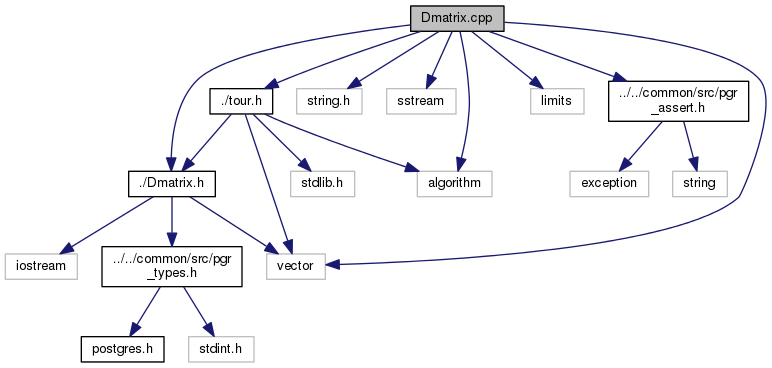 Dmatrix.cpp
./tour.h
string.h
sstream
limits
../../common/src/pgr
_assert.h
./Dmatrix.h
stdlib.h
algorithm
exception
string
iostream
../../common/src/pgr
_types.h
vector
postgres.h
stdint.h